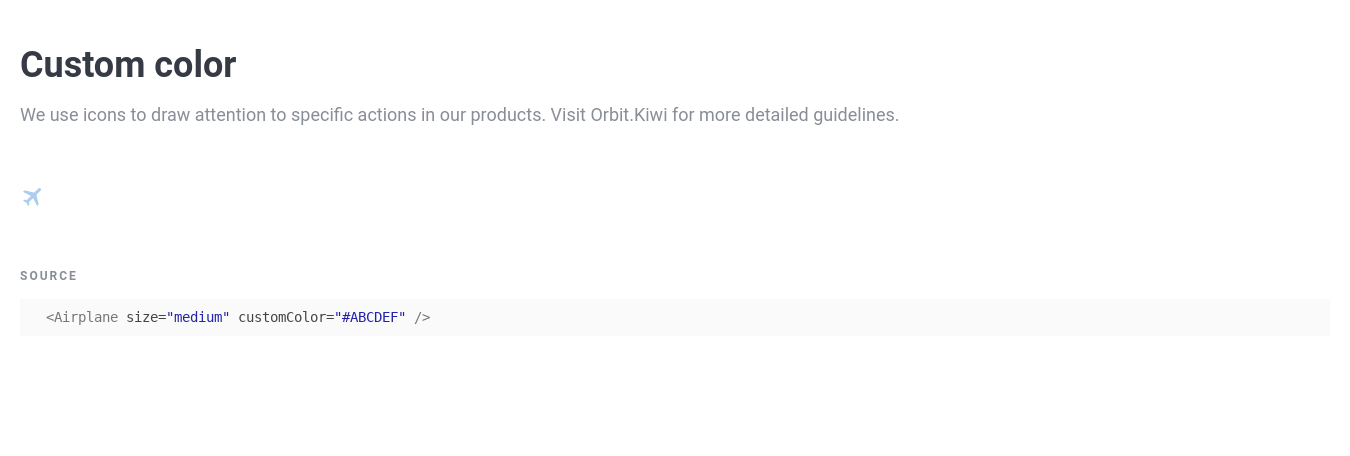 Custom color
We use icons to draw attention to specific actions in our products. Visit Orbit.Kiwi for more detailed guidelines.
SOURCE
<Airplane size="medium" customColor="#ABCDEF" />